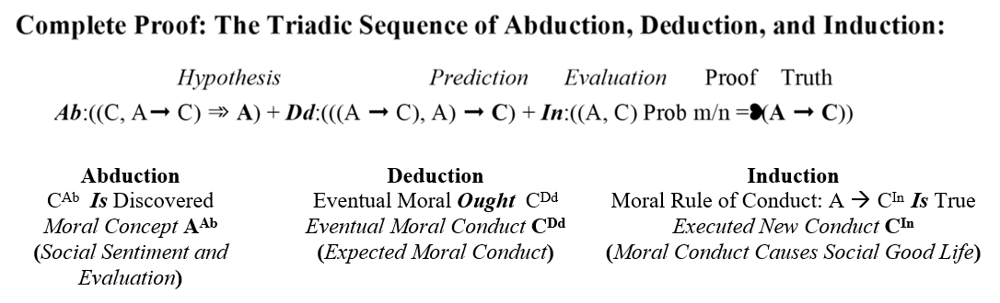 Complete Proof: The Triadic Sequence of Abduction, Deduction, and Induction:
Hypothesis Prediction Evaluation Proof Truth
Ab:((C, A→ C) ⇛ A) + Dd:(((A → C), A) → C) + In:((A, C) Prob m/n =❥(A → C))
Abduction Deduction Induction
CAb Is Discovered Eventual Moral Ought CDd Moral Rule of Conduct: A → CIn Is True
Moral Concept AAb Eventual Moral Conduct CDd Executed New Conduct CIn
(Social Sentiment and (Expected Moral Conduct) (Moral Conduct Causes Social Good Life)
Evaluation)